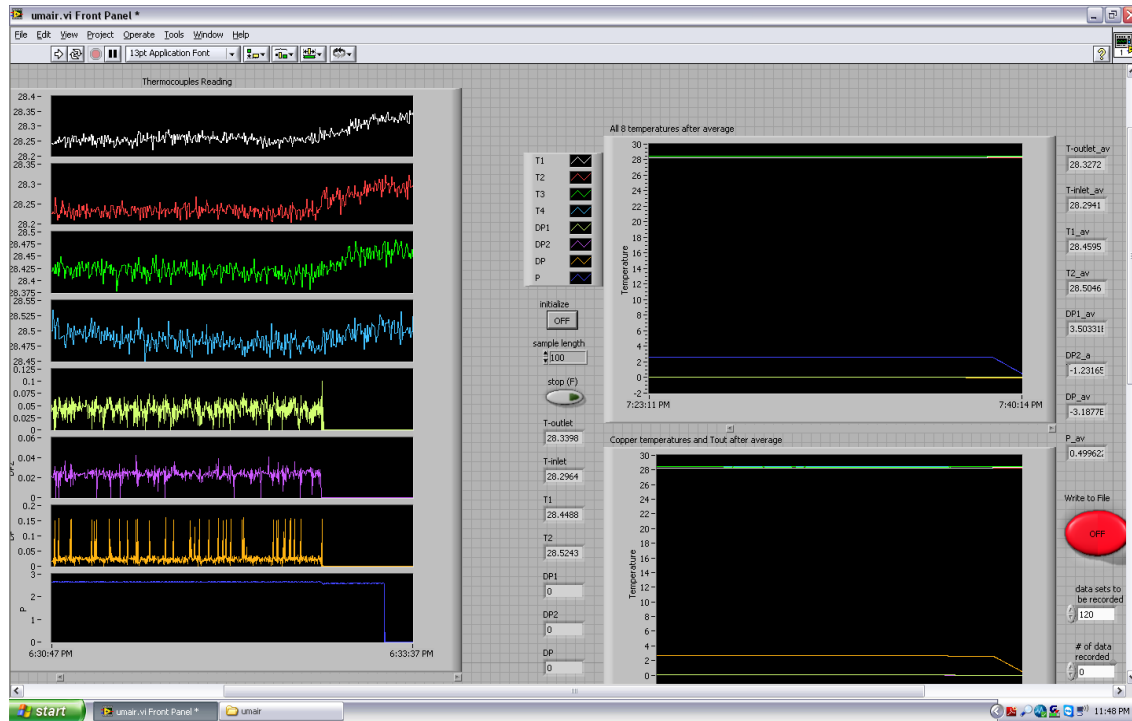 umair.vi Front Panel *
File Edit View Project Operate Tools Window Help
13pt Application Font
Thermocouples Reading
28.4
28.35
28.3
28.25
28.2
28.35
28.3
28.25
28.2
28.5
28.475
28.45
28.425
28.4
28.375
28.55
28.525
28.5
28.475
28.45
0.125
0.1
0.075
0.05
0.025
0
0.06
0.04
0.02
0
0.2
0.15
0.1
0.05
0
3
2
1
0
P
6:30:47 PM 6:33:37 PM
T1
T2
T3
T4
DP1
DP2
DP
P
initialize
OFF
sample length
100
stop (F)
T-outlet
28.3398
T-inlet
28.2964
T1
28.4488
T2
28.5243
DP1
0
DP2
0
DP
0
All 8 temperatures after average
30
28
26
24
22
20
18
16
14
12
10
8
6
4
2
0
-2
Temperature
7:23:11 PM 7:40:14 PM
Copper temperatures and Tout after average
30
28
26
24
22
20
18
16
14
12
10
8
6
4
2
0
Temperature
T-outlet_av
28.3272
T-inlet_av
28.2941
T1_av
28.4595
T2_av
28.5046
DP1_av
DP2_a
DP_av
P_av
Write to File
OFF
data sets to
be recorded
120
# of data
recorded
0
start
umair.vi Front Panel *
umair
11:48 PM